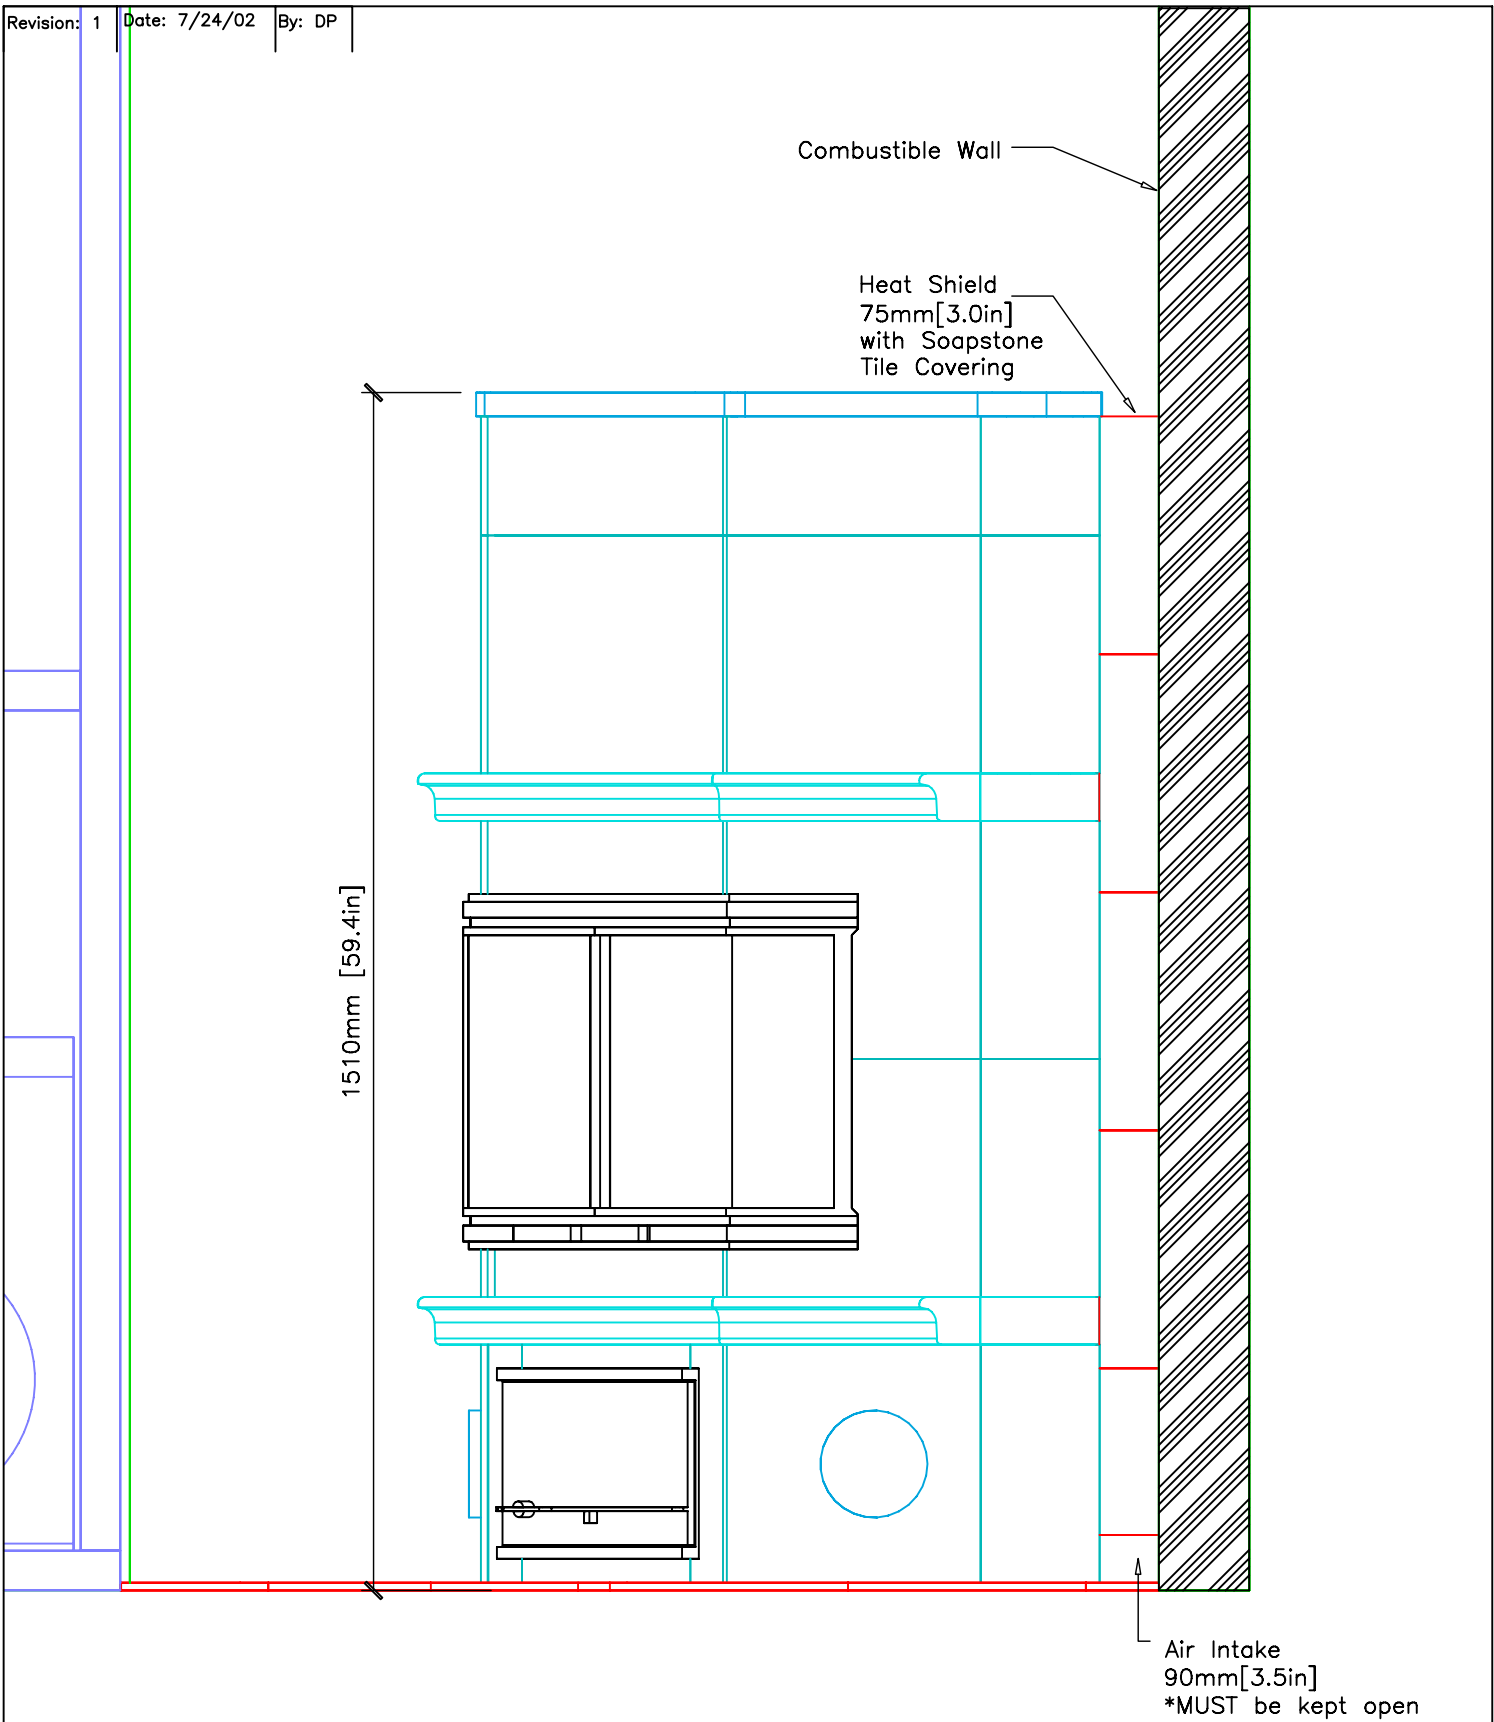 Revision: 1 Date: 7/24/02 By: DP
Combustible Wall
Heat Shield
75mm[3.0in]
with Soapstone
Tile Covering
1510mm [59.4in]
Air Intake
90mm[3.5in]
*MUST be kept open